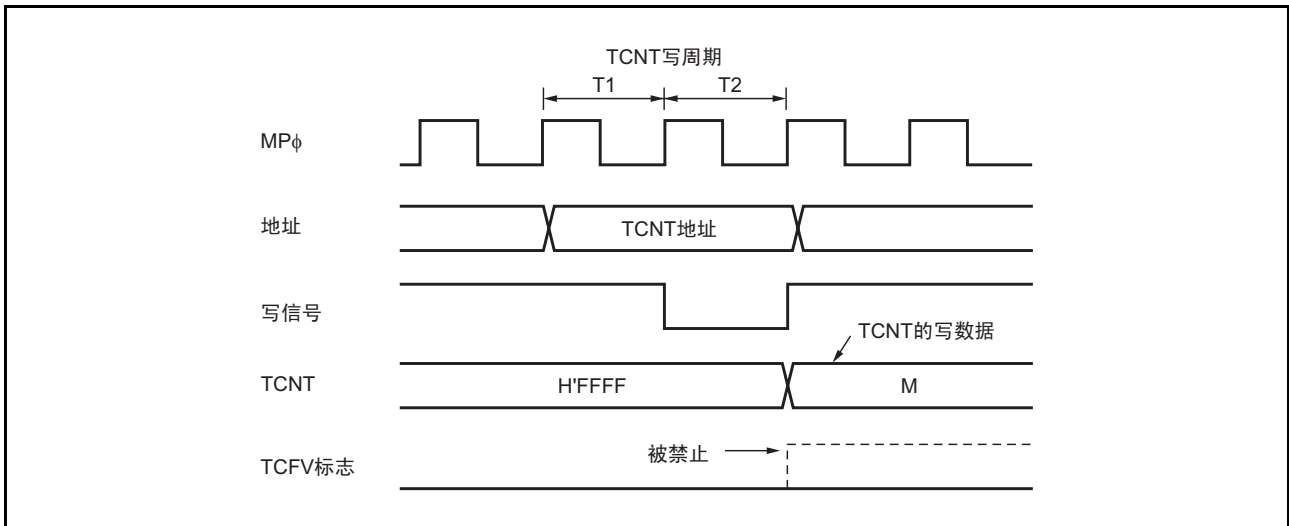 TCNT写周期
T1 T2
MPϕ
地址 TCNT地址
写信号
TCNT的写数据
TCNT H'FFFF M
被禁止
TCFV标志